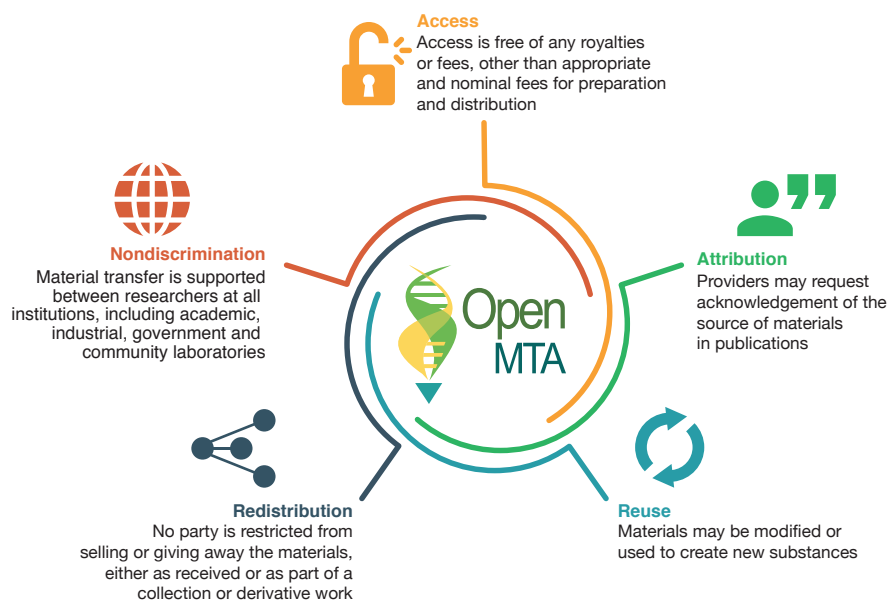 Access
Access is free of any royalties
or fees, other than appropriate
and nominal fees for preparation
and distribution
Nondiscrimination
Material transfer is supported
between researchers at all
institutions, including academic,
industrial, government and
community laboratories
Open
MTA
Attribution
Providers may request
acknowledgement of the
source of materials
in publications
Redistribution
No party is restricted from
selling or giving away the materials,
either as received or as part of a
collection or derivative work
Reuse
Materials may be modified or
used to create new substances